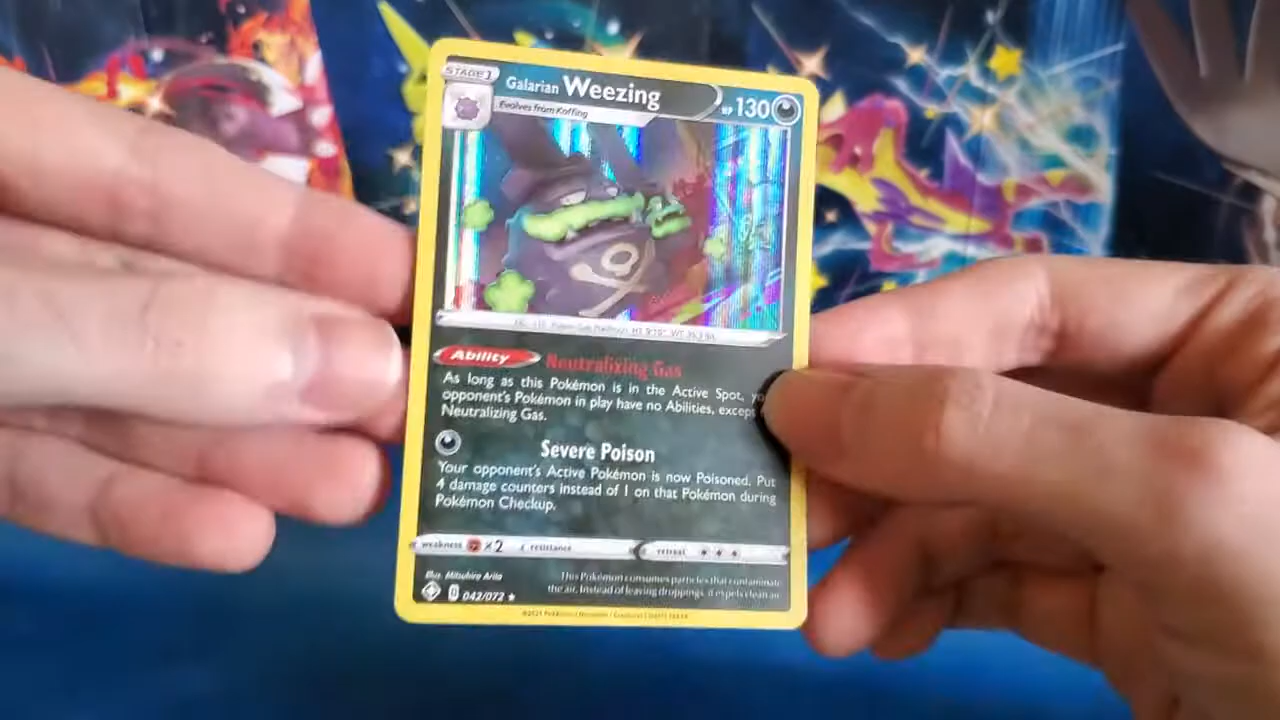 STAGE 1
Galarian Weezing
HP 130
Evolves from Koffing
Ability Neutralizing Gas
As long as this Pokémon is in the Active Spot,
opponent's Pokémon in play have no Abilities, except
Neutralizing Gas.
Severe Poison
Your opponent's Active Pokémon is now Poisoned. Put
4 damage counters instead of 1 on that Pokémon during
Pokémon Checkup.
weakness ×2 resistance retreat
Illus. Mitsuhiro Arita
This Pokémon consumes particles that contaminate
the air. Instead of leaving droppings, it expels clean air.
D 042/072